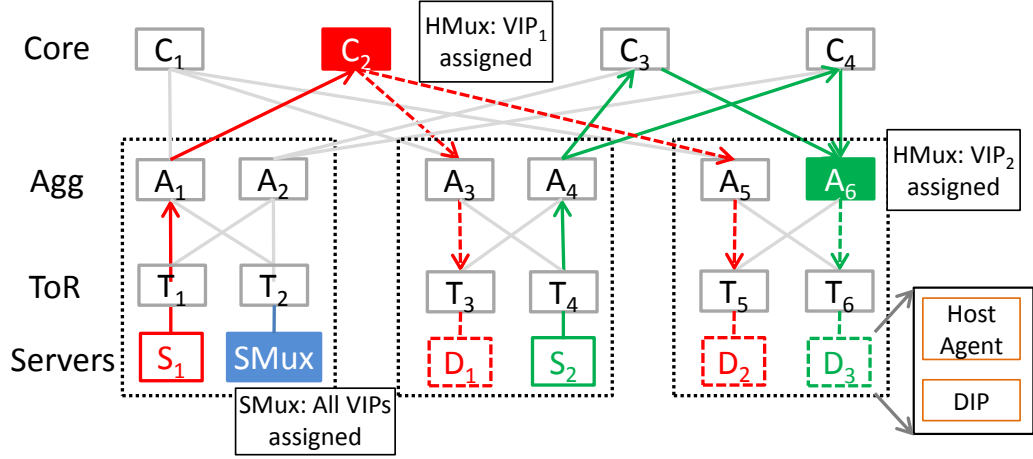 Core
C₁
C₂
HMux: VIP₁
assigned
C₃
C₄
Agg
A₁
A₂
A₃
A₄
A₅
A₆
HMux: VIP₂
assigned
ToR
T₁
T₂
T₃
T₄
T₅
T₆
Servers
S₁
SMux
D₁
S₂
D₂
D₃
Host
Agent
DIP
SMux: All VIPs
assigned